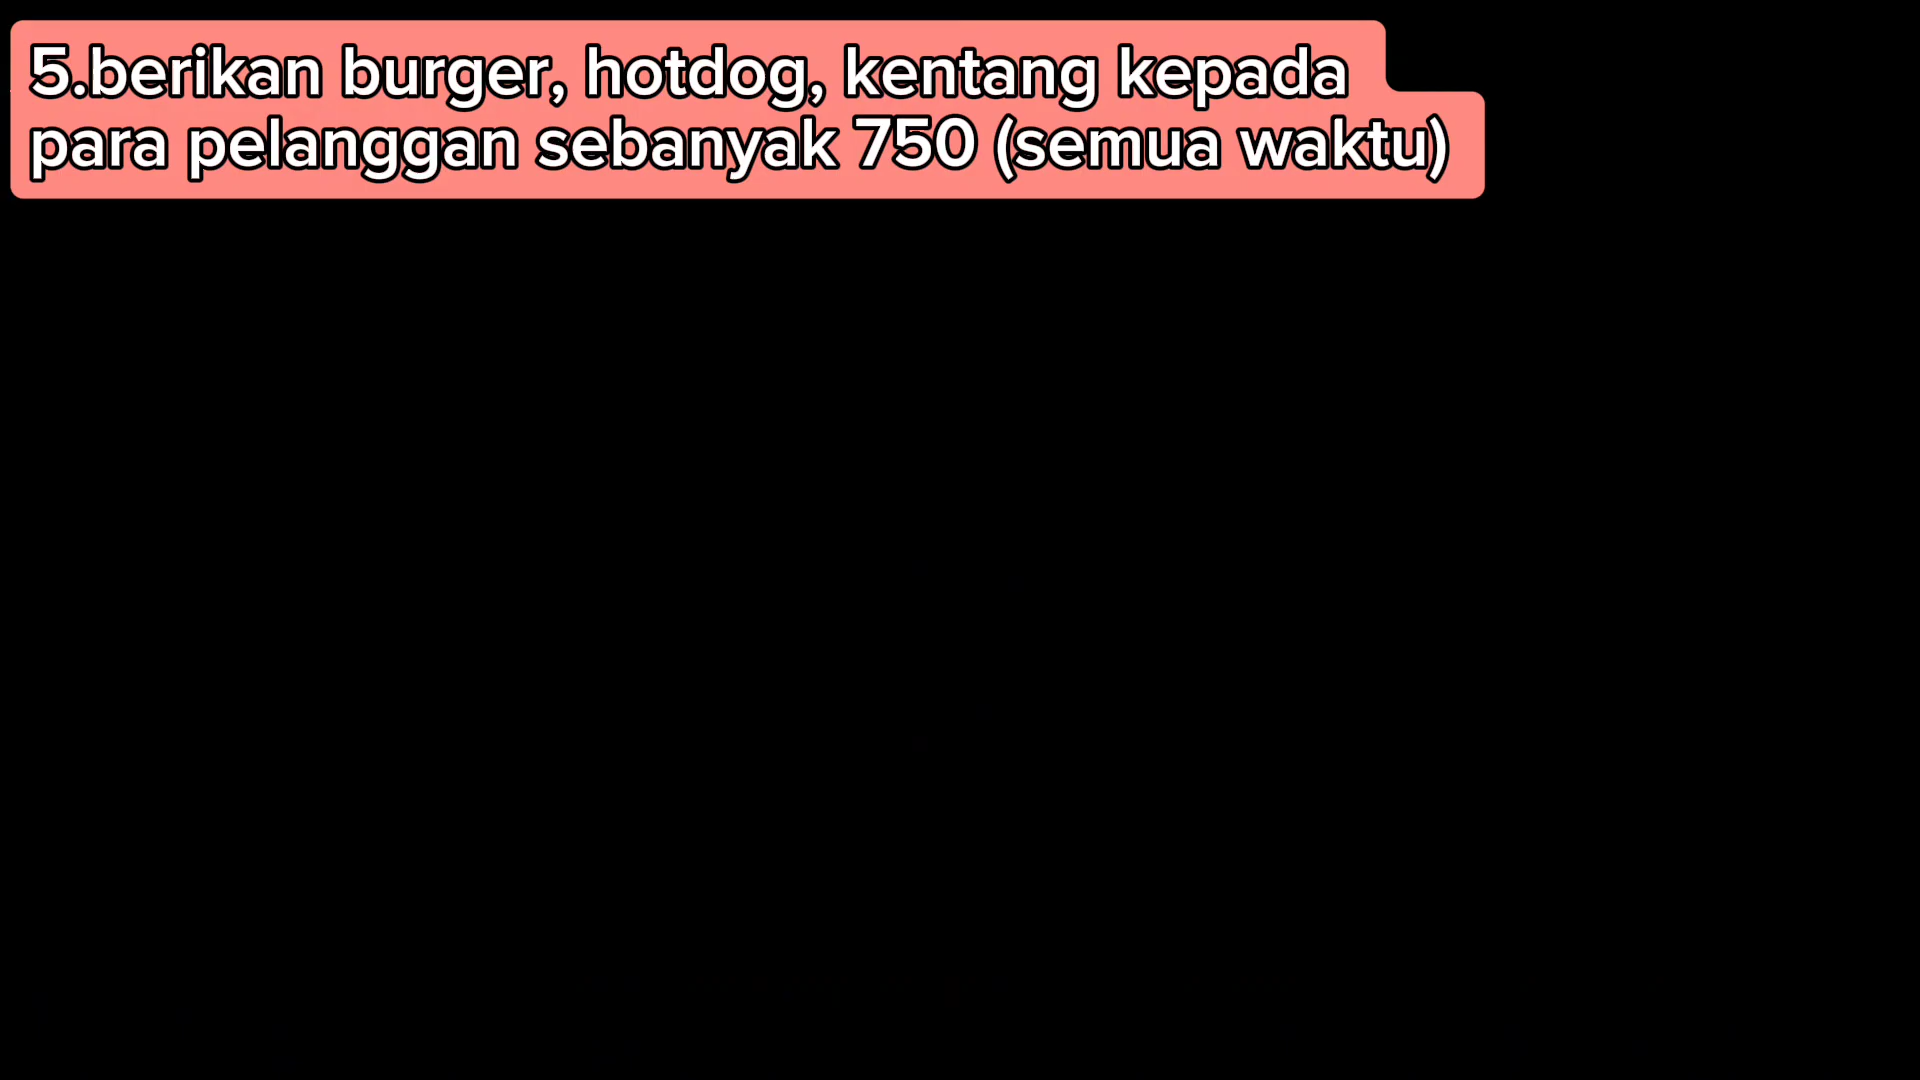 5.berikan burger, hotdog, kentang kepada
para pelanggan sebanyak 750 (semua waktu)